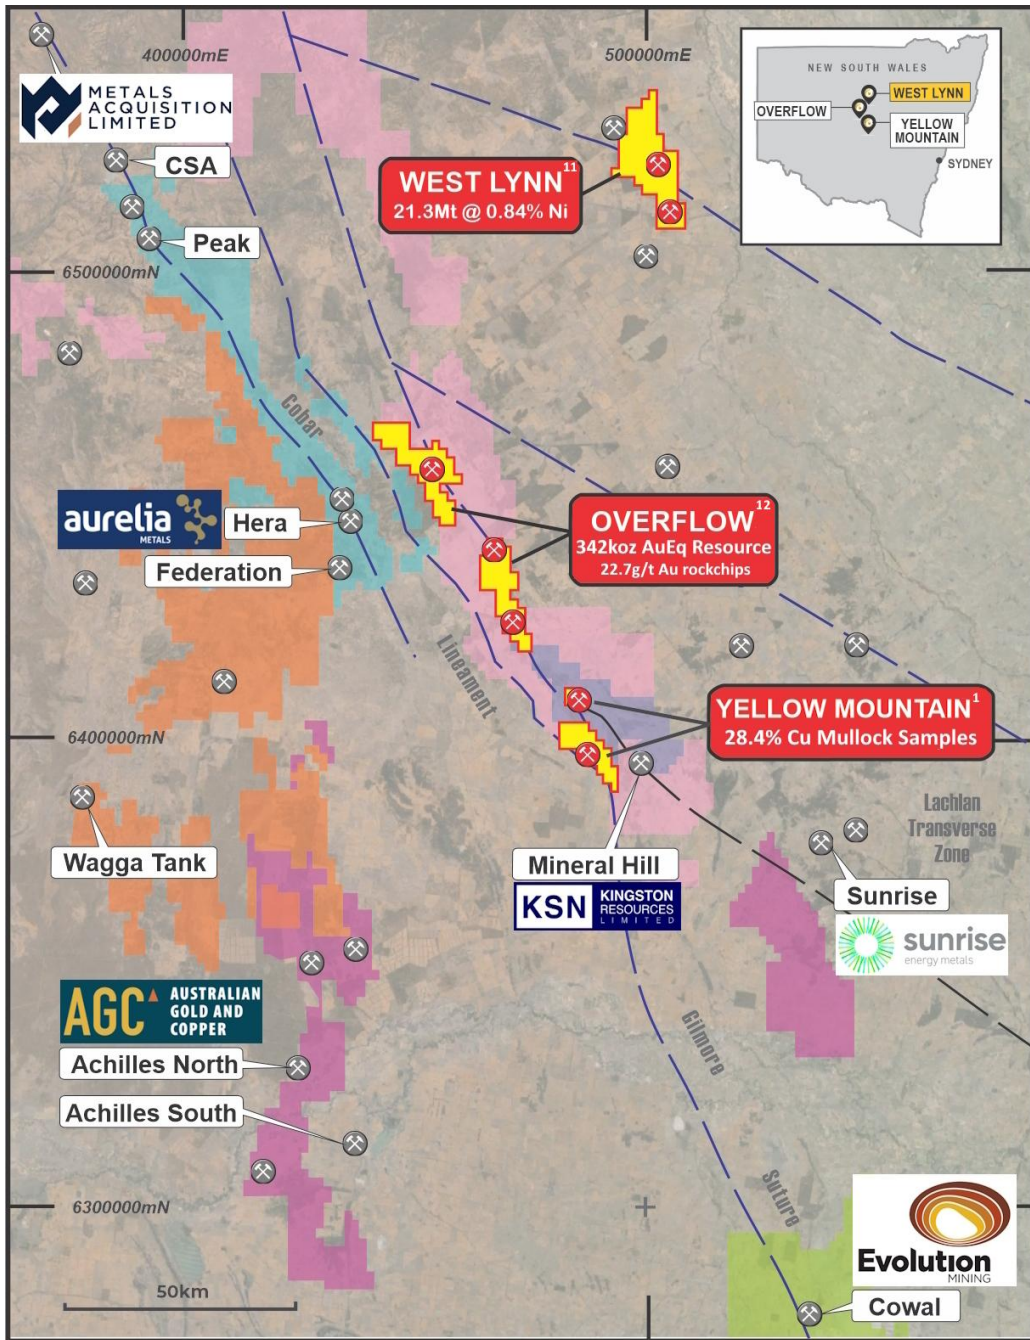 400000mE
500000mE
METALS
ACQUISITION
LIMITED
CSA
Peak
6500000mN
WEST LYNN 11
21.3Mt @ 0.84% Ni
NEW SOUTH WALES
WEST LYNN
OVERFLOW
YELLOW
MOUNTAIN
SYDNEY
Cobar
Lineament
aurelia
METALS
Hera
Federation
OVERFLOW 12
342koz AuEq Resource
22.7g/t Au rockchips
YELLOW MOUNTAIN 1
28.4% Cu Mullock Samples
6400000mN
Wagga Tank
Mineral Hill
KSN
KINGSTON
RESOURCES
LIMITED
Lachlan
Transverse
Zone
Sunrise
sunrise
energy metals
AGC
AUSTRALIAN
GOLD AND
COPPER
Achilles North
Achilles South
Gilmore
Suture
6300000mN
50km
Evolution
MINING
Cowal